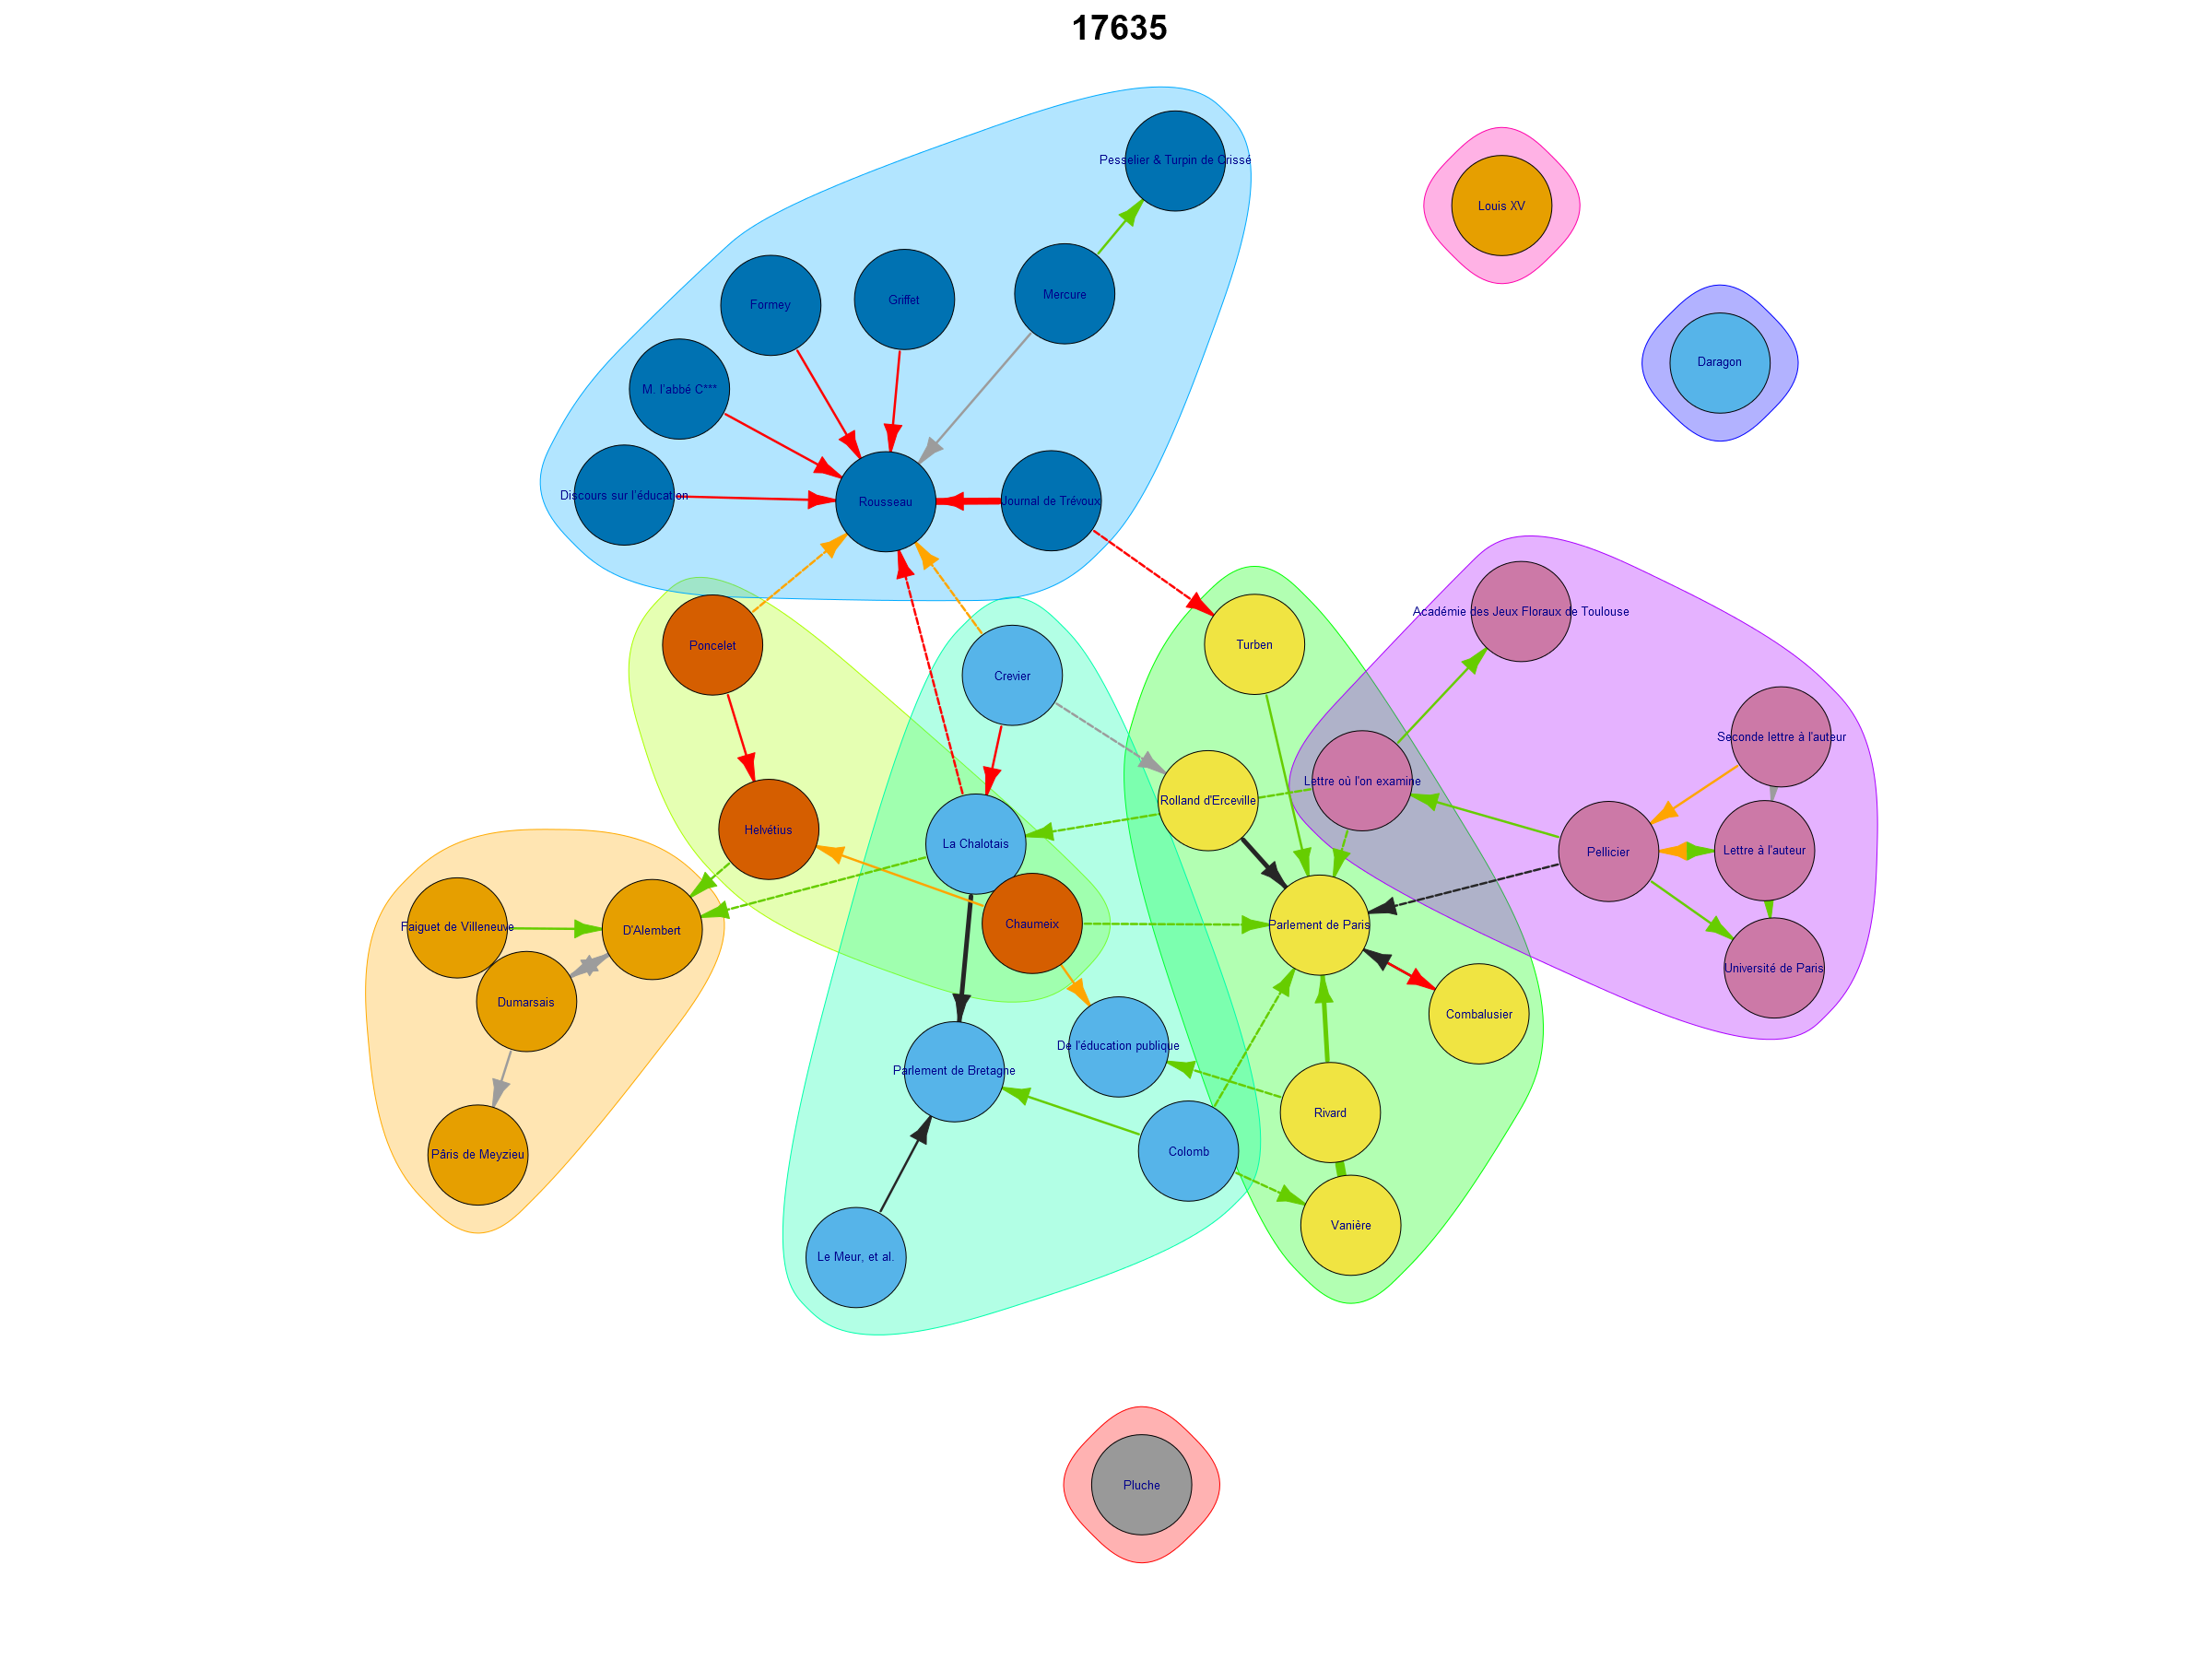 17635
Pesselier & Turpin de Crissé
Louis XV
Formey
Griffet
Mercure
Daragon
M. l'abbé C***
Discours sur l'éducation
Rousseau
Journal de Trévoux
Académie des Jeux Floraux de Toulouse
Poncelet
Turben
Crevier
Seconde lettre à l'auteur
Lettre où l'on examine
Rolland d'Erceville
Helvétius
La Chalotais
Pellicier
Lettre à l'auteur
Faiguet de Villeneuve
D'Alembert
Chaumeix
Parlement de Paris
Université de Paris
Dumarsais
Combalusier
De l'éducation publique
Parlement de Bretagne
Rivard
Pâris de Meyzieu
Colomb
Vanière
Le Meur, et al.
Pluche